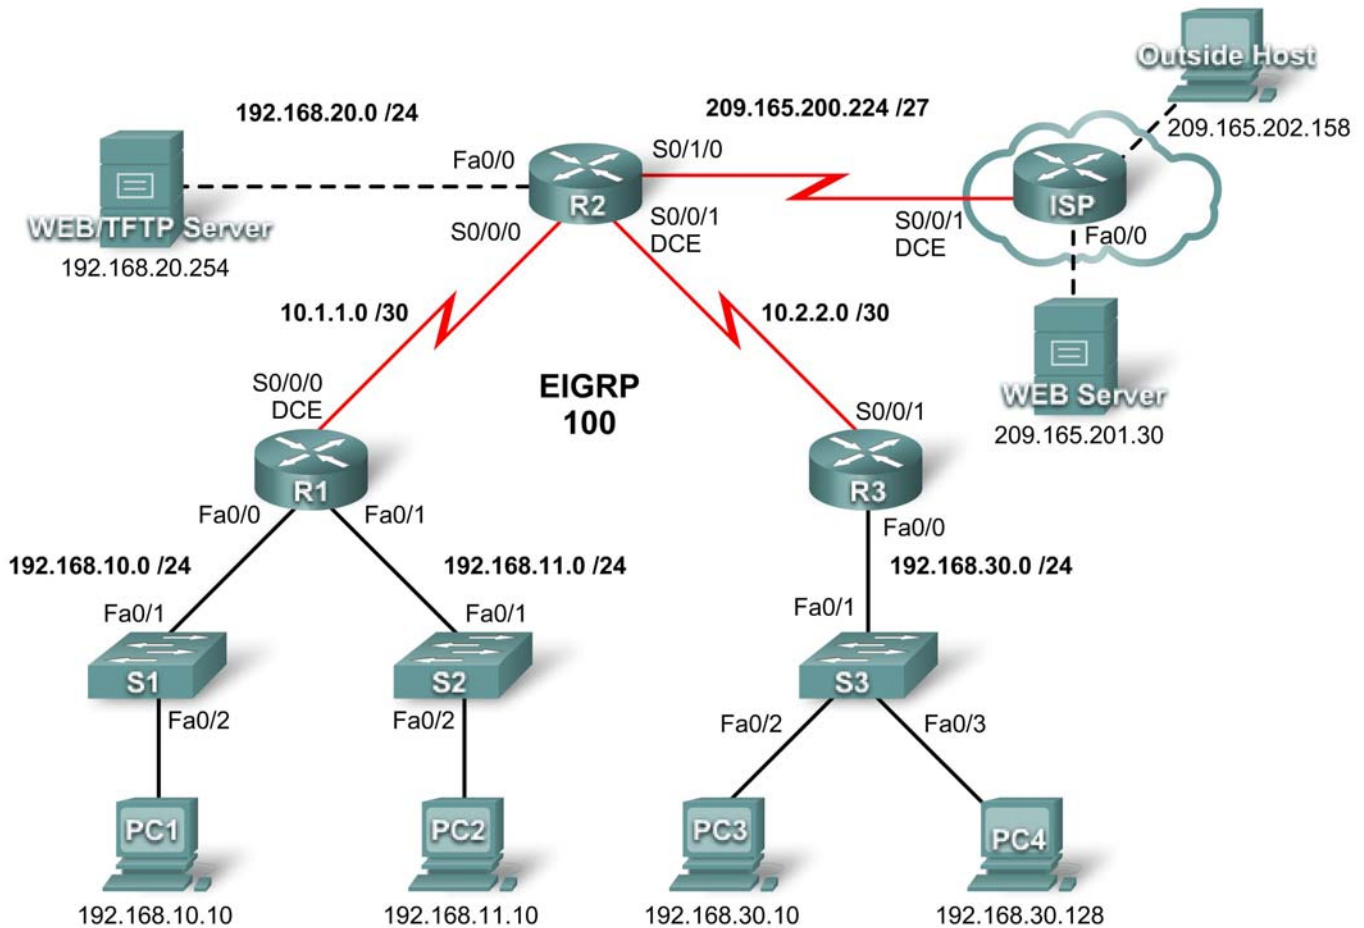 Outside Host
209.165.202.158
192.168.20.0 /24
209.165.200.224 /27
Fa0/0
S0/1/0
R2
ISP
WEB/TFTP Server
192.168.20.254
S0/0/0
S0/0/1
DCE
S0/0/1
DCE
Fa0/0
10.1.1.0 /30
10.2.2.0 /30
WEB Server
209.165.201.30
EIGRP
100
S0/0/0
DCE
S0/0/1
R1
R3
Fa0/0
Fa0/1
Fa0/0
192.168.10.0 /24
192.168.11.0 /24
192.168.30.0 /24
Fa0/1
Fa0/1
Fa0/1
S1
S2
S3
Fa0/2
Fa0/2
Fa0/2
Fa0/3
PC1
PC2
PC3
PC4
192.168.10.10
192.168.11.10
192.168.30.10
192.168.30.128